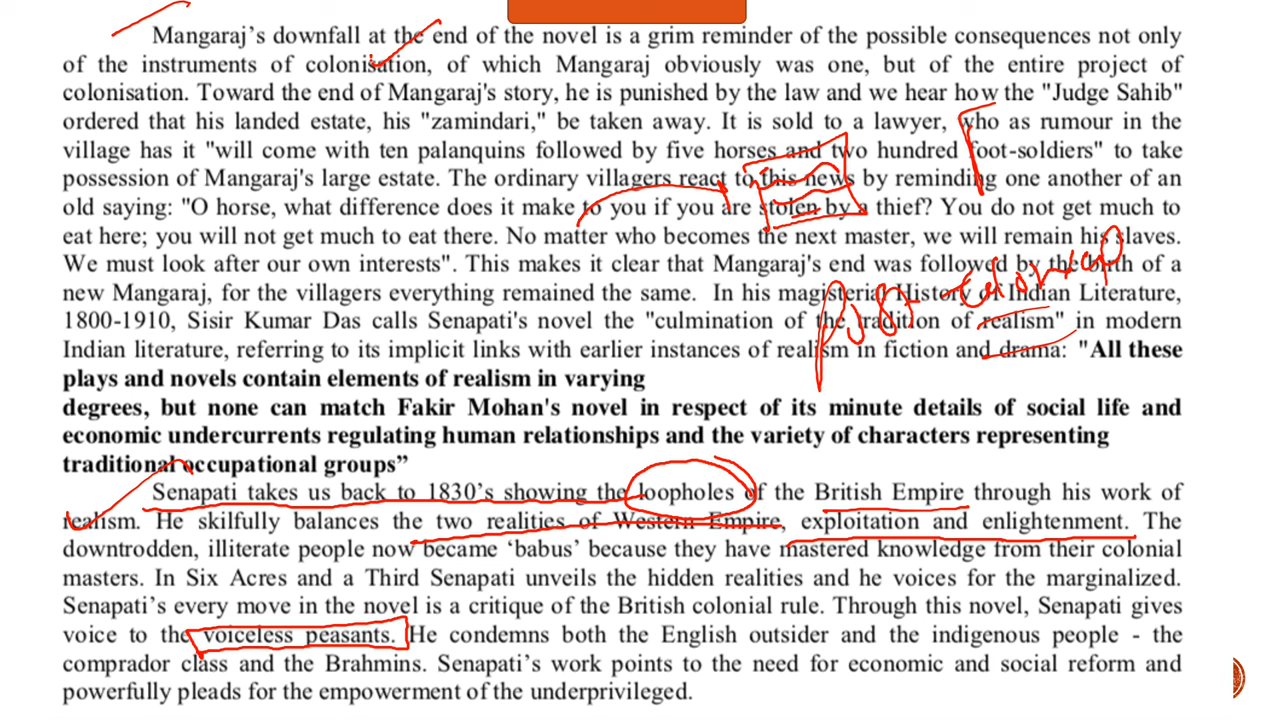 Mangaraj's downfall at the end of the novel is a grim reminder of the possible consequences not only
of the instruments of colonisation, of which Mangaraj obviously was one, but of the entire project of
colonisation. Toward the end of Mangaraj's story, he is punished by the law and we hear how the "Judge Sahib"
ordered that his landed estate, his "zamindari," be taken away. It is sold to a lawyer, who as rumour in the
village has it "will come with ten palanquins followed by five horses and two hundred foot-soldiers" to take
possession of Mangaraj's large estate. The ordinary villagers react to this news by reminding one another of an
old saying: "O horse, what difference does it make to you if you are stolen by a thief? You do not get much to
eat here; you will not get much to eat there. No matter who becomes the next master, we will remain his slaves.
We must look after our own interests". This makes it clear that Mangaraj's end was followed by the birth of a
new Mangaraj, for the villagers everything remained the same. In his magisterial History of Indian Literature,
1800-1910, Sisir Kumar Das calls Senapati's novel the "culmination of the tradition of realism" in modern
Indian literature, referring to its implicit links with earlier instances of realism in fiction and drama: "All these
plays and novels contain elements of realism in varying
degrees, but none can match Fakir Mohan's novel in respect of its minute details of social life and
economic undercurrents regulating human relationships and the variety of characters representing
traditional occupational groups”
Senapati takes us back to 1830’s showing the loopholes of the British Empire through his work of
realism. He skilfully balances the two realities of Western Empire, exploitation and enlightenment. The
downtrodden, illiterate people now became ‘babus’ because they have mastered knowledge from their colonial
masters. In Six Acres and a Third Senapati unveils the hidden realities and he voices for the marginalized.
Senapati’s every move in the novel is a critique of the British colonial rule. Through this novel, Senapati gives
voice to the voiceless peasants. He condemns both the English outsider and the indigenous people - the
comprador class and the Brahmins. Senapati’s work points to the need for economic and social reform and
powerfully pleads for the empowerment of the underprivileged.
post colonial